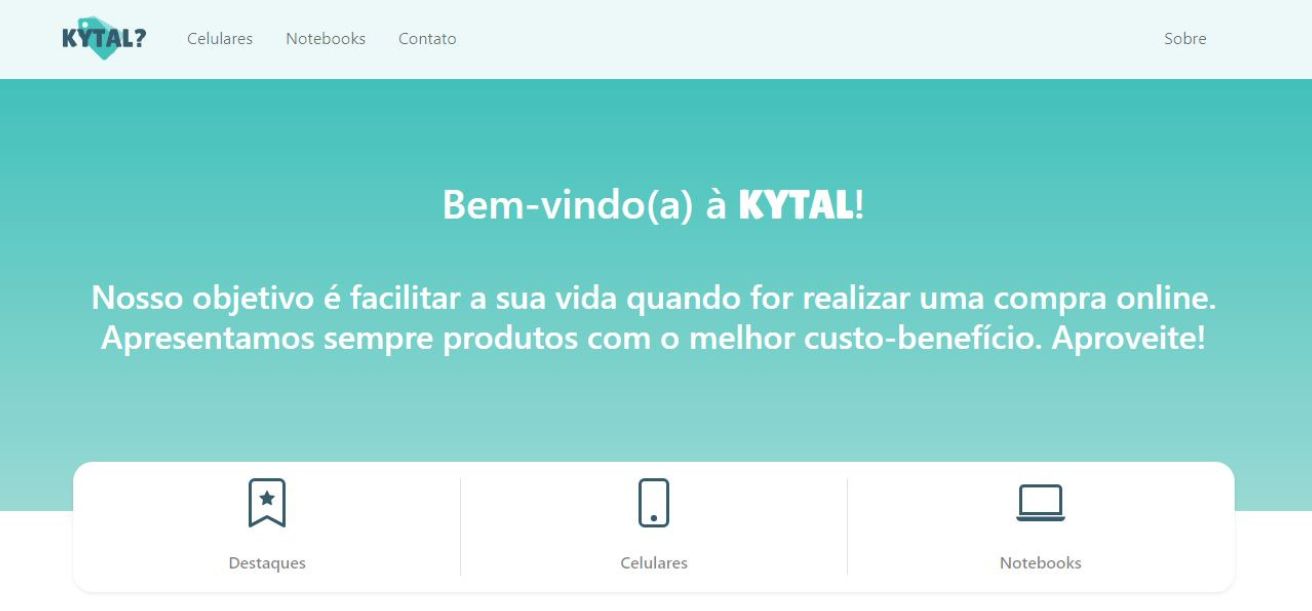 KYTAL?
Celulares
Notebooks
Contato
Sobre
Bem-vindo(a) à KYTAL!
Nosso objetivo é facilitar a sua vida quando for realizar uma compra online.
Apresentamos sempre produtos com o melhor custo-benefício. Aproveite!
Destaques
Celulares
Notebooks